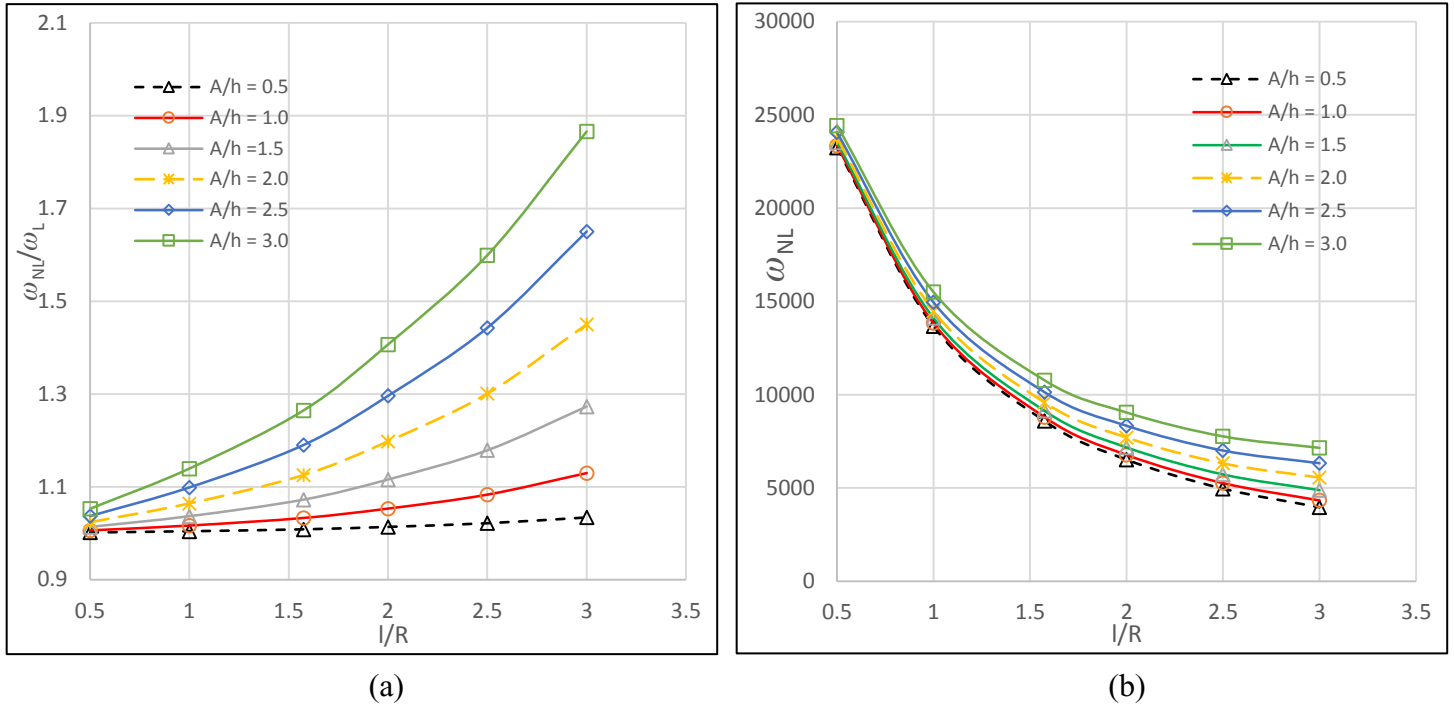 2.1
1.9
1.7
1.5
1.3
1.1
0.9
ω_NL/ω_L
A/h = 0.5
A/h = 1.0
A/h =1.5
A/h = 2.0
A/h = 2.5
A/h = 3.0
0.5 1 1.5 2 2.5 3 3.5
l/R
(a)
30000
25000
20000
15000
10000
5000
0
ω_NL
A/h = 0.5
A/h = 1.0
A/h = 1.5
A/h = 2.0
A/h = 2.5
A/h = 3.0
0.5 1 1.5 2 2.5 3 3.5
l/R
(b)